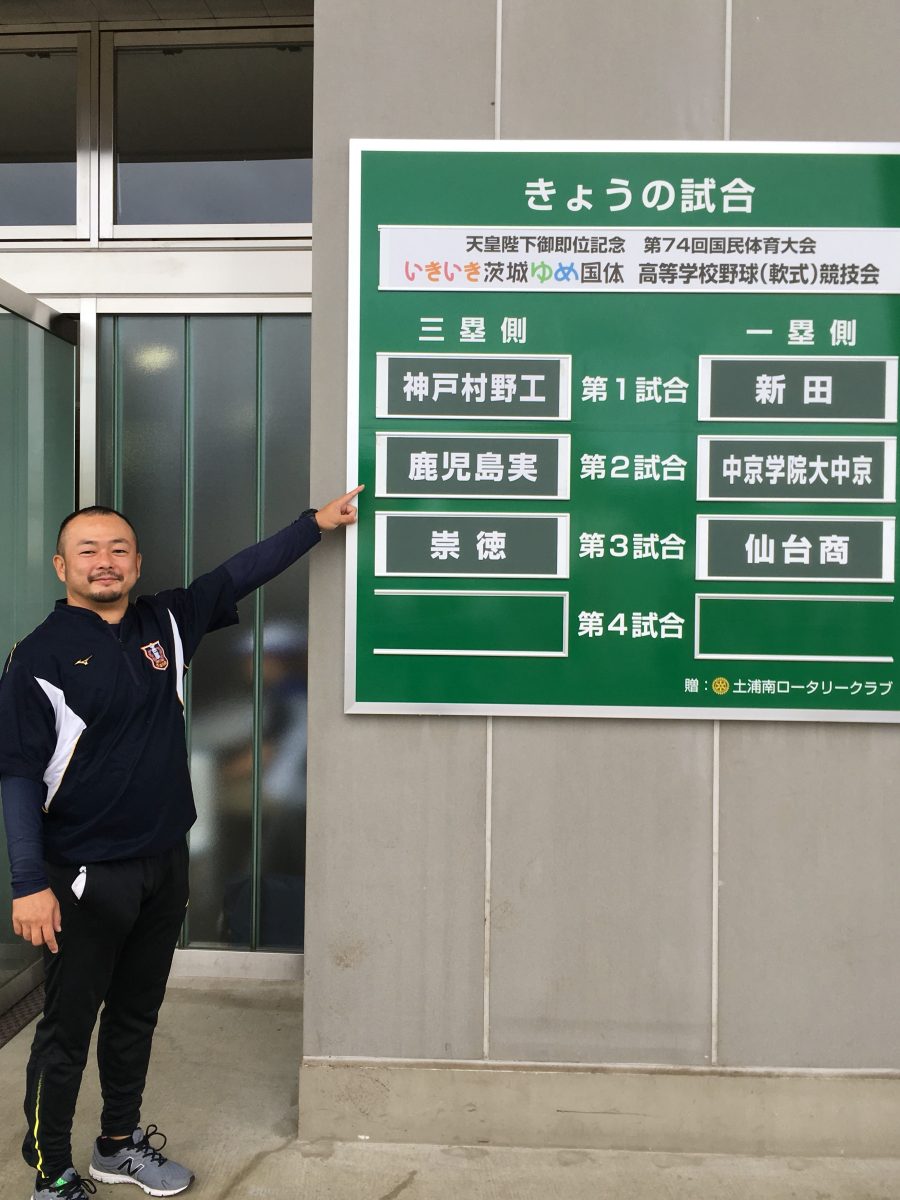 きょうの試合
天皇陛下御即位記念 第74回国民体育大会
いきいき茨城ゆめ国体 高等学校野球(軟式)競技会
三塁側 一塁側
神戸村野工 第1試合 新田
鹿児島実 第2試合 中京学院大中京
崇徳 第3試合 仙台商
第4試合
贈：土浦南ロータリークラブ